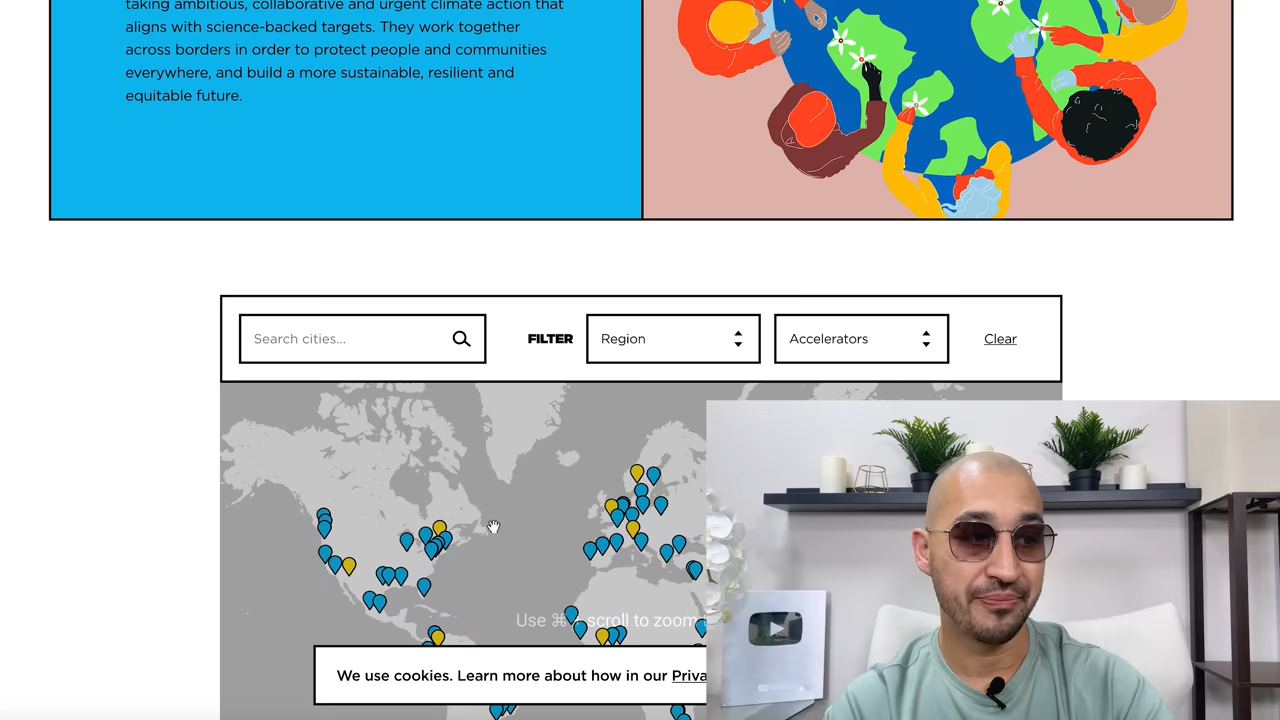 taking ambitious, collaborative and urgent climate action that
aligns with science-backed targets. They work together
across borders in order to protect people and communities
everywhere, and build a more sustainable, resilient and
equitable future.
Search cities...
FILTER
Region
Accelerators
Clear
Use ⌘ + scroll to zoom
We use cookies. Learn more about how in our Priva